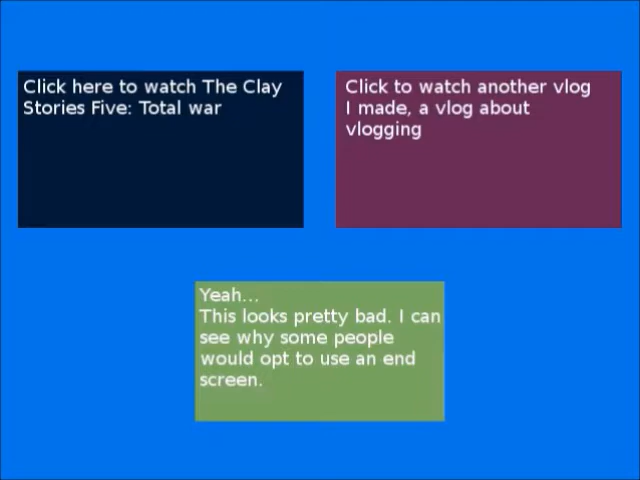 Click here to watch The Clay
Stories Five: Total war
Click to watch another vlog
I made, a vlog about
vlogging
Yeah...
This looks pretty bad. I can
see why some people
would opt to use an end
screen.